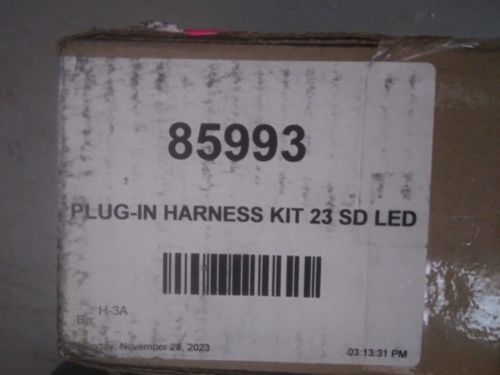 85993
PLUG-IN HARNESS KIT 23 SD LED
H-3A
Bin
November 28, 2023 03:13:31 PM